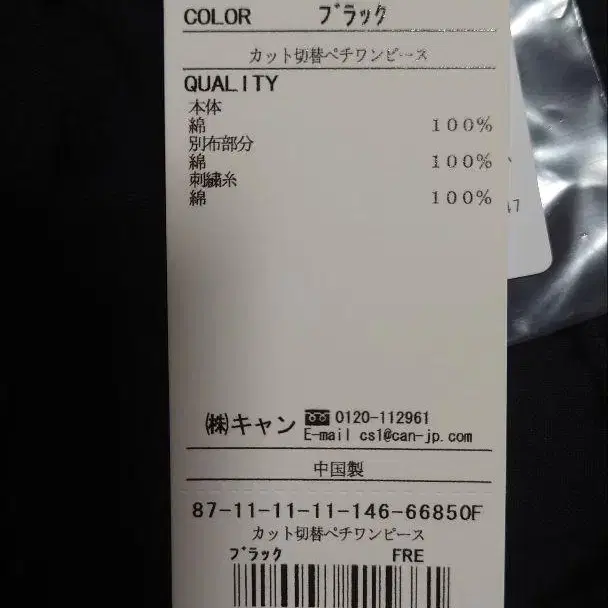 COLOR ブラック
カット切替ペチワンピース
QUALITY
本体
綿 100%
別布部分
綿 100%
刺繍糸
綿 100%
㈱キャン 0120-112961
E-mail cs1@can-jp.com
中国製
87-11-11-11-146-66850F
カット切替ペチワンピース
ブラック FRE
47